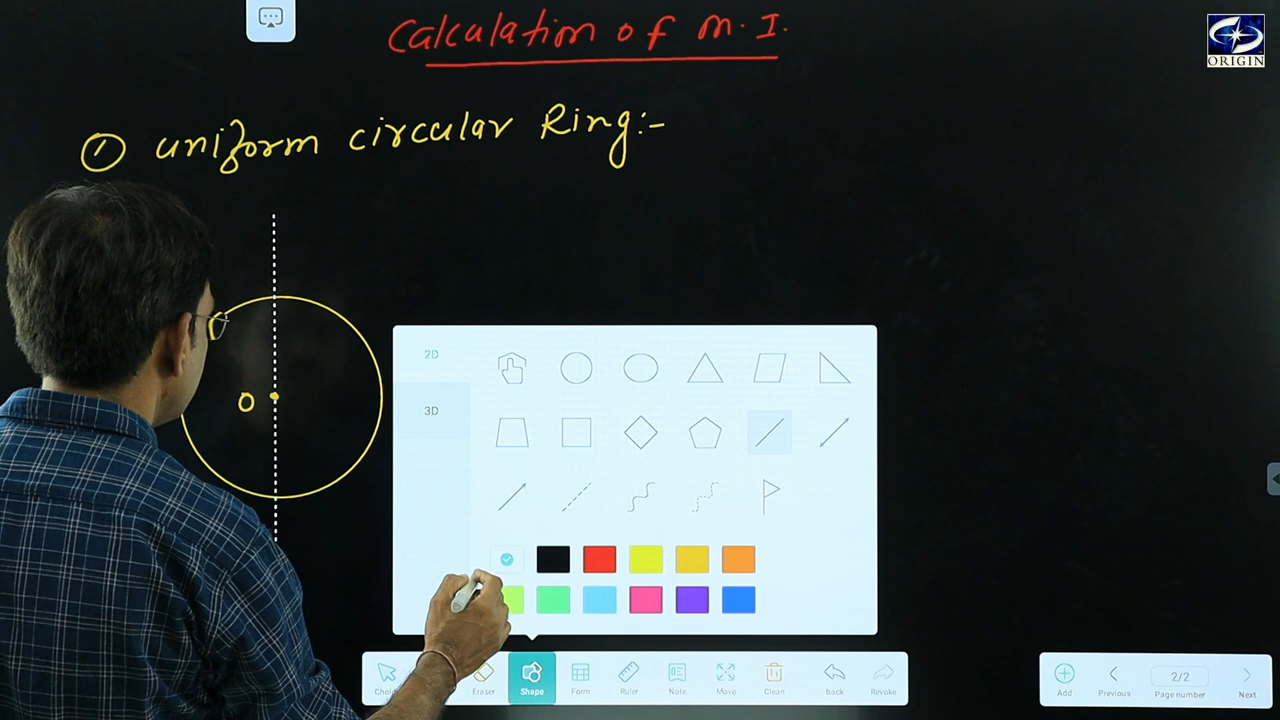 Calculation of M.I.
ORIGIN
① uniform circular Ring:-
O
2D
3D
Eraser
Shape
Form
Ruler
Note
Move
Clean
back
Revoke
Add
Previous
2/2
Page number
Next